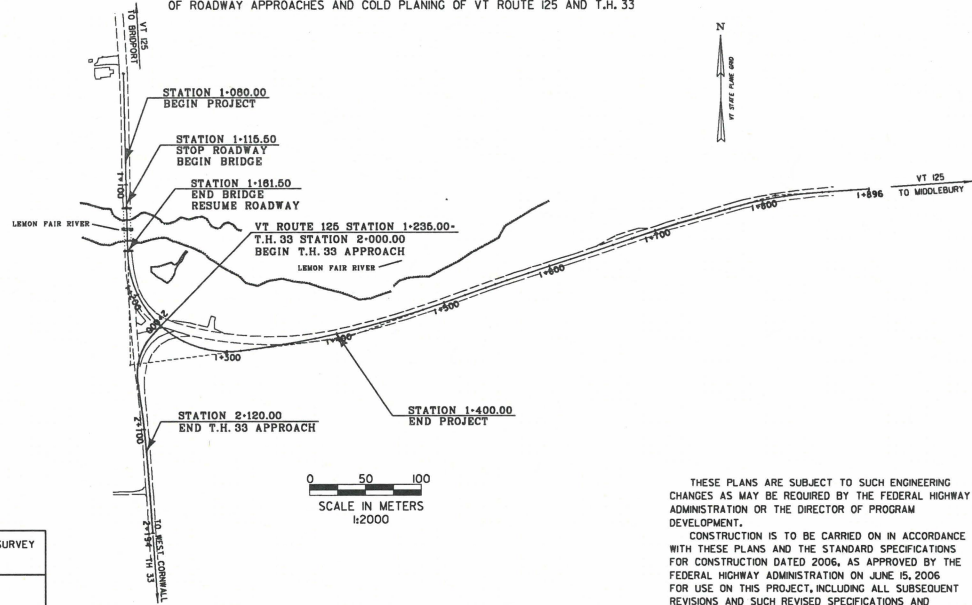 OF ROADWAY APPROACHES AND COLD PLANING OF VT ROUTE 125 AND T.H. 33
VT 125
TO BRIDPORT
N
VT STATE PLANE GRID
STATION 1+080.00
BEGIN PROJECT
STATION 1+115.50
STOP ROADWAY
BEGIN BRIDGE
1+100
STATION 1+161.50
END BRIDGE
RESUME ROADWAY
VT 125
TO MIDDLEBURY
1+896
1+800
LEMON FAIR RIVER
VT ROUTE 125 STATION 1+235.00=
T.H. 33 STATION 2+000.00
BEGIN T.H. 33 APPROACH
LEMON FAIR RIVER
1+700
1+600
1+500
1+400
1+300
2+000
STATION 1+400.00
END PROJECT
STATION 2+120.00
END T.H. 33 APPROACH
2+100
0 50 100
SCALE IN METERS
1:2000
2+194 TH 33
TO WEST CORNWALL
SURVEY
THESE PLANS ARE SUBJECT TO SUCH ENGINEERING
CHANGES AS MAY BE REQUIRED BY THE FEDERAL HIGHWAY
ADMINISTRATION OR THE DIRECTOR OF PROGRAM
DEVELOPMENT.
CONSTRUCTION IS TO BE CARRIED ON IN ACCORDANCE
WITH THESE PLANS AND THE STANDARD SPECIFICATIONS
FOR CONSTRUCTION DATED 2006, AS APPROVED BY THE
FEDERAL HIGHWAY ADMINISTRATION ON JUNE 15, 2006
FOR USE ON THIS PROJECT, INCLUDING ALL SUBSEQUENT
REVISIONS AND SUCH REVISED SPECIFICATIONS AND